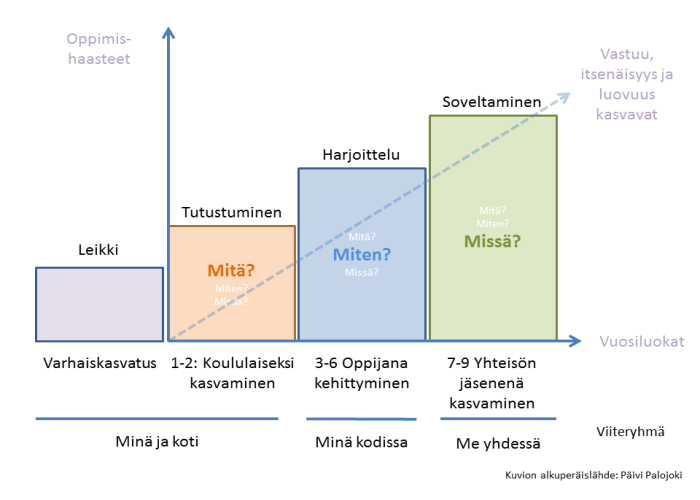 Oppimis-
haasteet
Vastuu,
itsenäisyys ja
luovuus
kasvavat
Soveltaminen
Harjoittelu
Tutustuminen
Leikki
Mitä?
Miten?
Missä?
Mitä?
Miten?
Missä?
Mitä?
Miten?
Missä?
Vuosiluokat
Varhaiskasvatus
1-2: Koululaiseksi
kasvaminen
3-6 Oppijana
kehittyminen
7-9 Yhteisön
jäsenenä
kasvaminen
Viiteryhmä
Minä ja koti
Minä kodissa
Me yhdessä
Kuvion alkuperäislähde: Päivi Palojoki